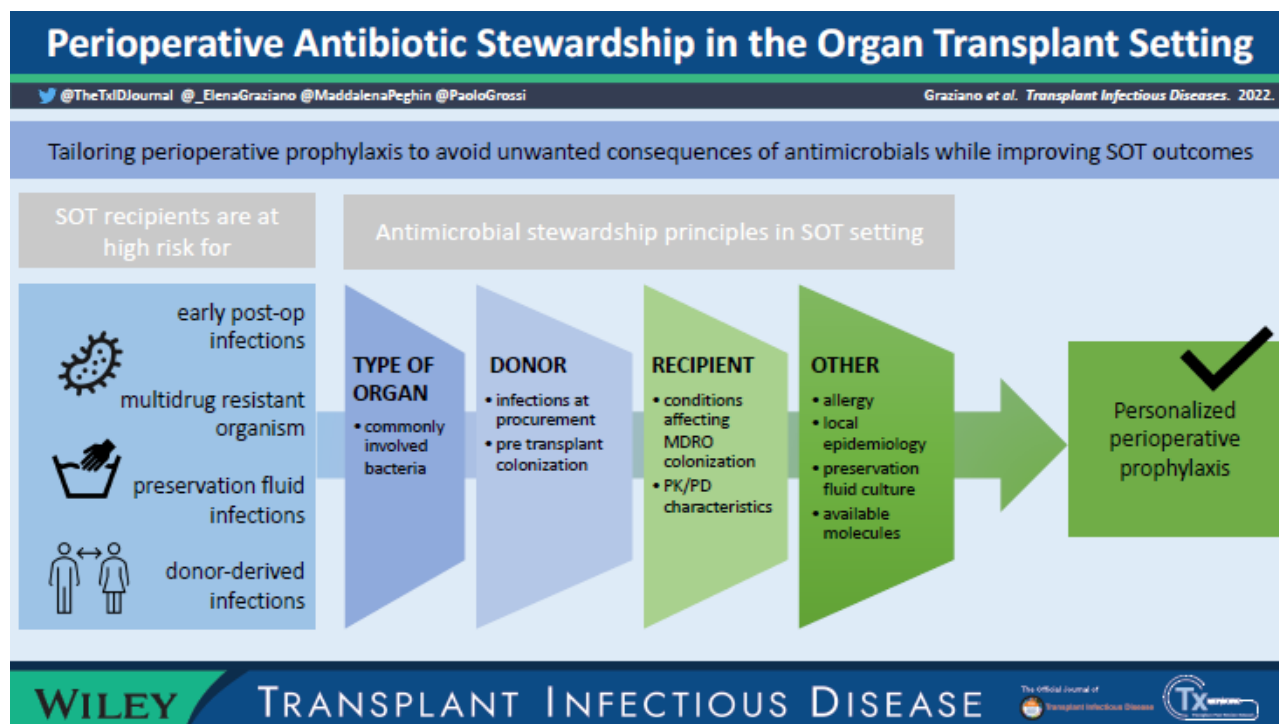 Perioperative Antibiotic Stewardship in the Organ Transplant Setting
@TheTxIDJournal @_ElenaGraziano @MaddalenaPeghin @PaoloGrossi
Graziano et al. Transplant Infectious Diseases. 2022.
Tailoring perioperative prophylaxis to avoid unwanted consequences of antimicrobials while improving SOT outcomes
SOT recipients are at
high risk for
early post-op
infections
multidrug resistant
organism
preservation fluid
infections
donor-derived
infections
Antimicrobial stewardship principles in SOT setting
TYPE OF
ORGAN
• commonly
involved
bacteria
DONOR
• infections at
procurement
• pre transplant
colonization
RECIPIENT
• conditions
affecting
MDRO
colonization
• PK/PD
characteristics
OTHER
• allergy
• local
epidemiology
• preservation
fluid culture
• available
molecules
Personalized
perioperative
prophylaxis
WILEY
TRANSPLANT INFECTIOUS DISEASE
The Official Journal of
Transplant Infectious Disease
Tx